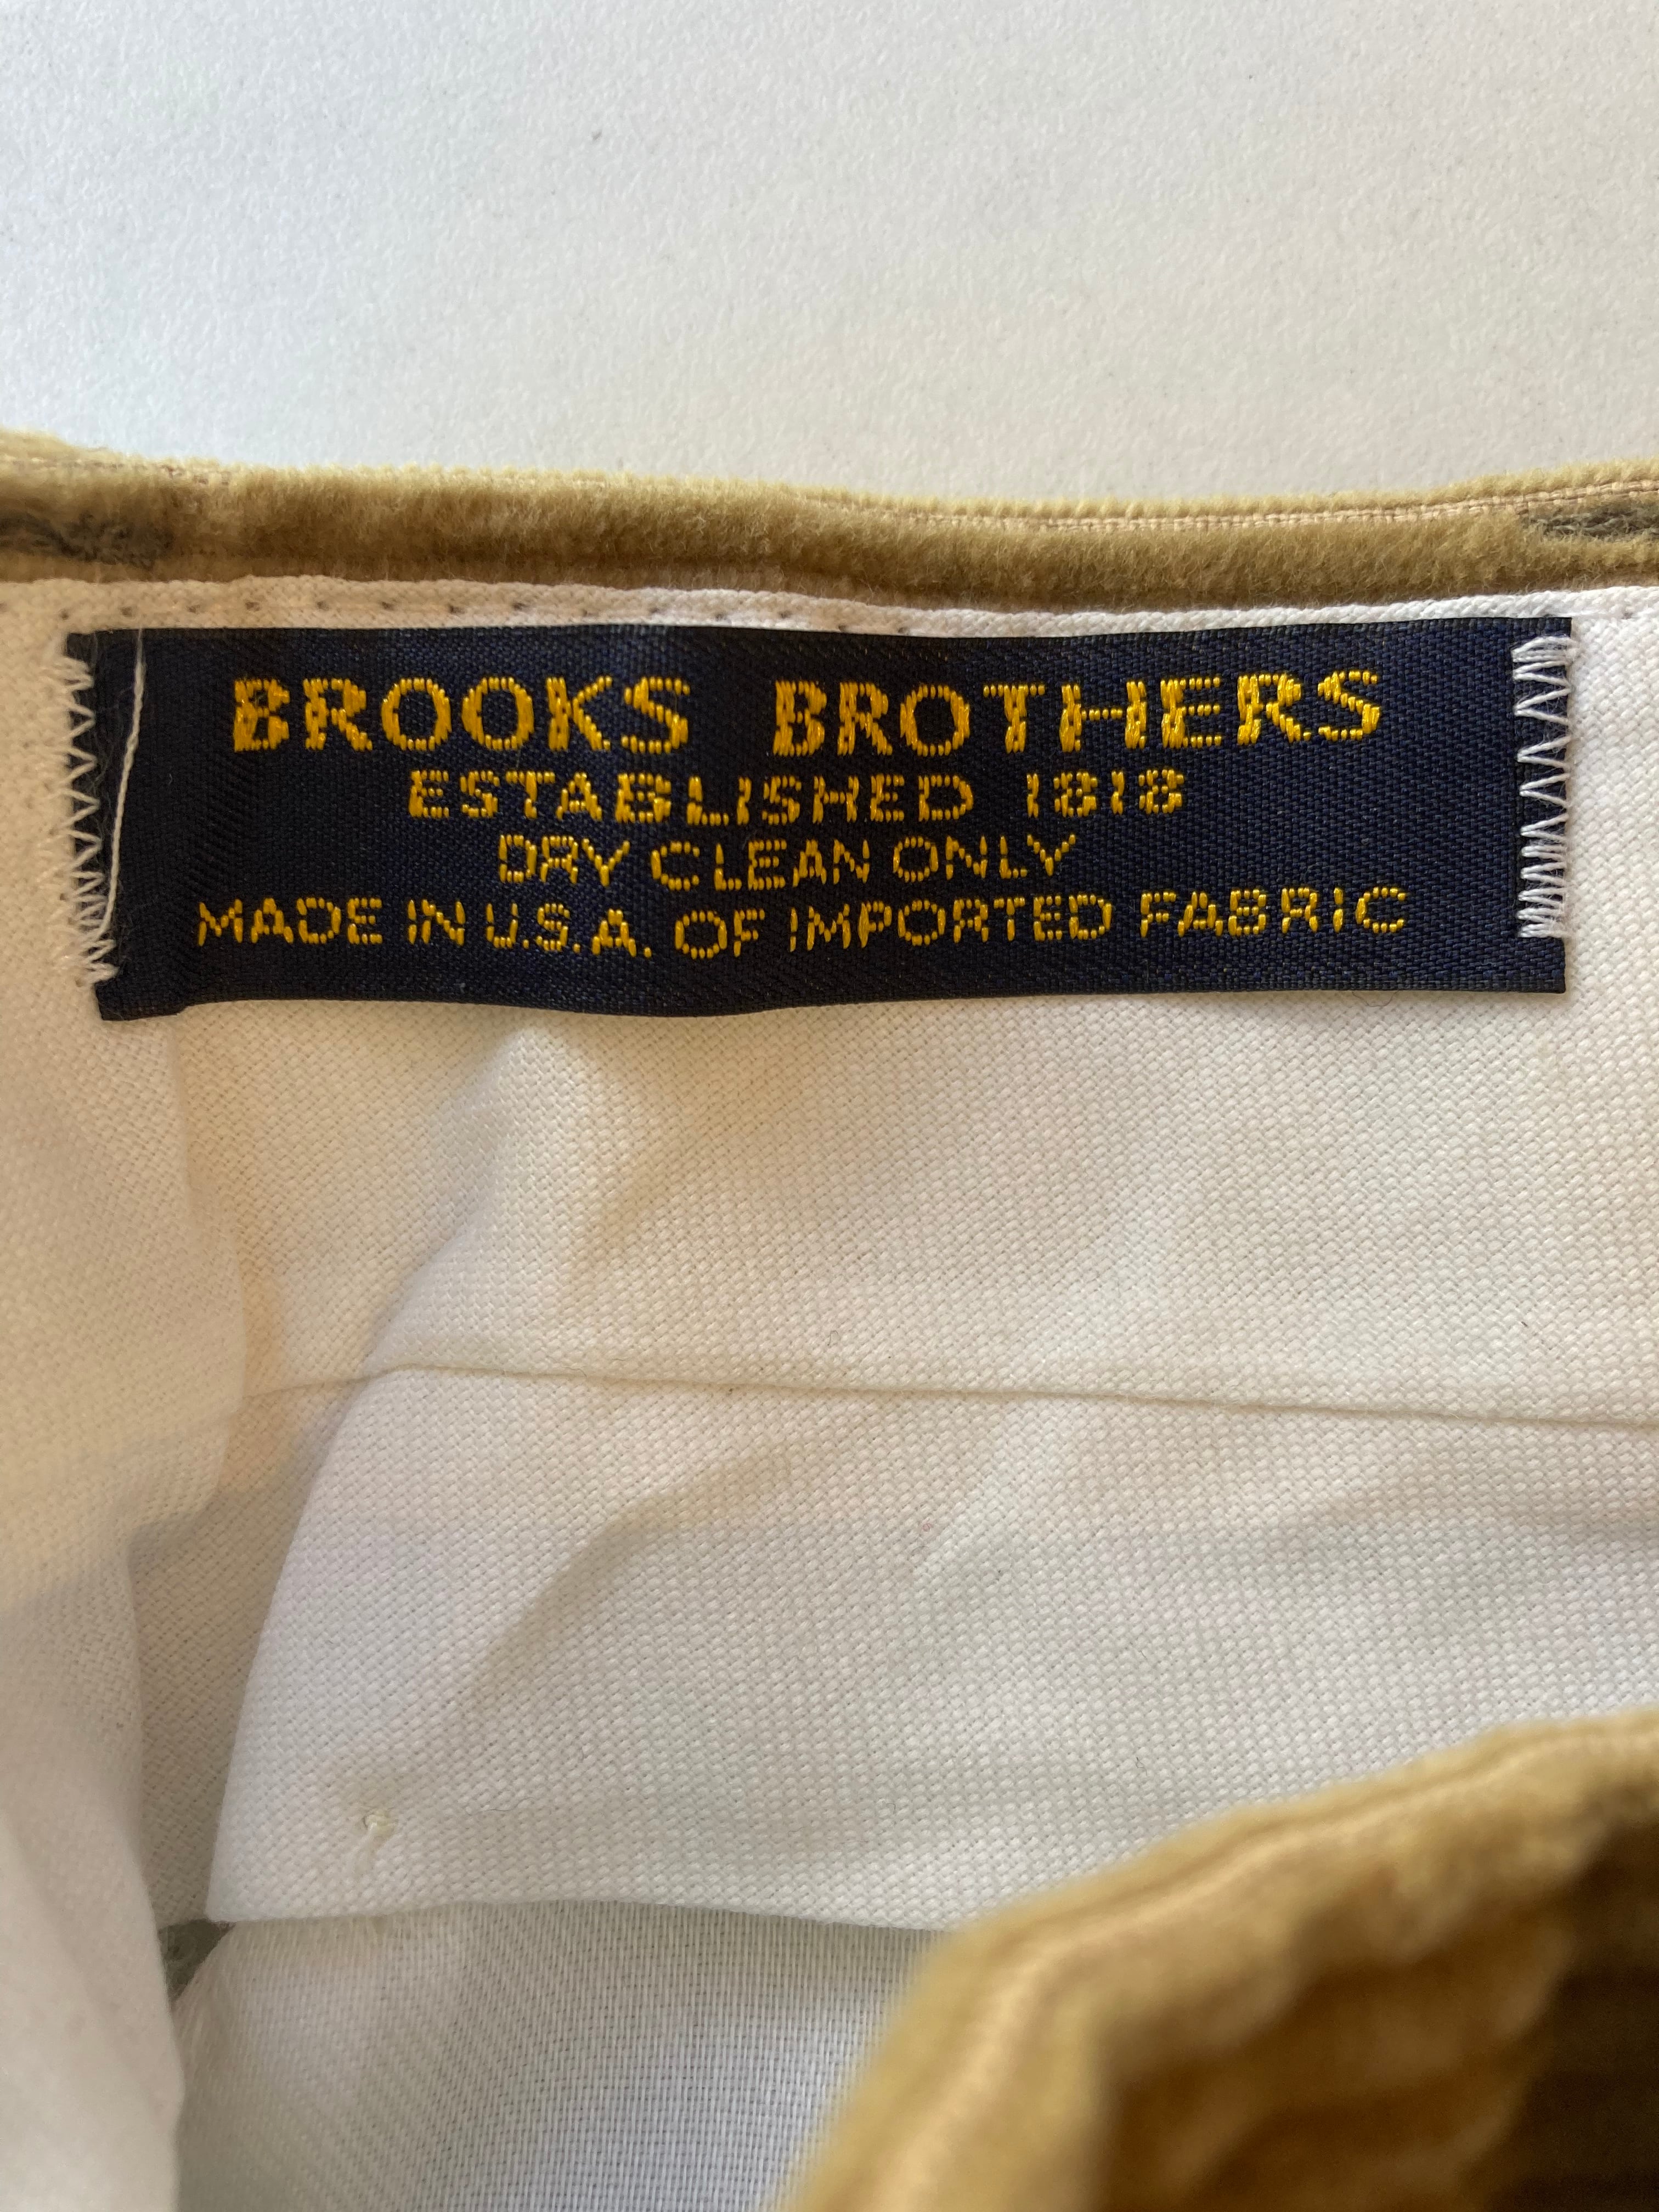 BROOKS BROTHERS
ESTABLISHED 1818
DRY CLEAN ONLY
MADE IN U.S.A. OF IMPORTED FABRIC